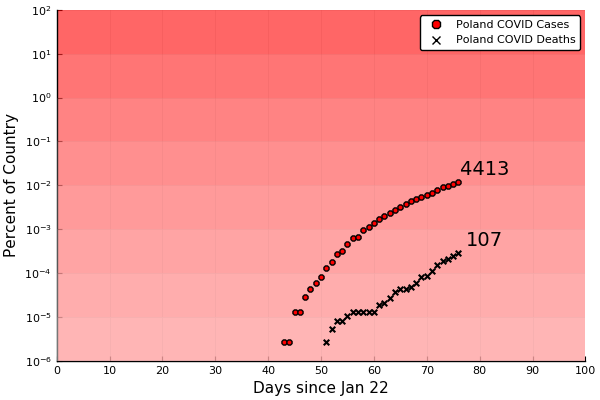 10²
Poland COVID Cases
Poland COVID Deaths
10¹
10⁰
10⁻¹
4413
10⁻²
10⁻³
107
10⁻⁴
10⁻⁵
10⁻⁶
Percent of Country
0 10 20 30 40 50 60 70 80 90 100
Days since Jan 22